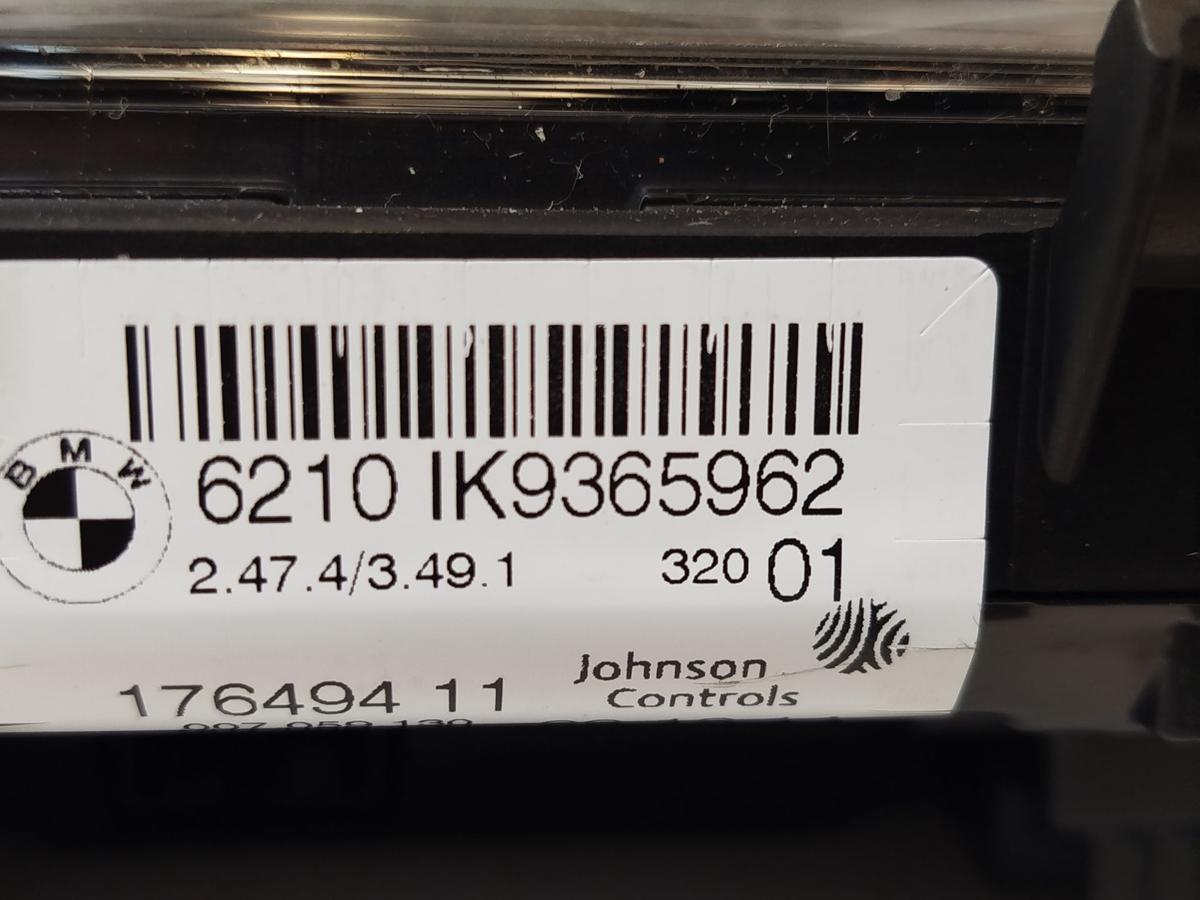 BMW
6210 IK9365962
2.47.4/3.49.1 320 01
Johnson
Controls
176494 11